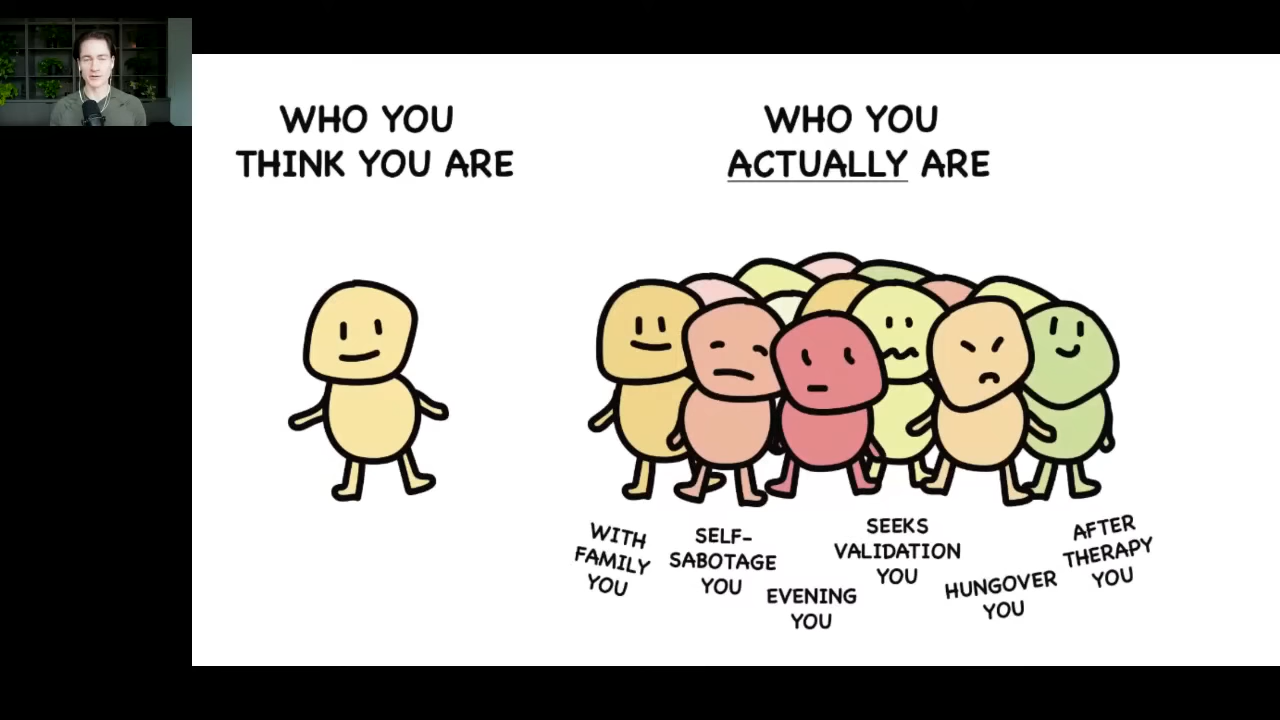 WHO YOU
THINK YOU ARE
WHO YOU
ACTUALLY ARE
WITH
FAMILY
YOU
SELF-
SABOTAGE
YOU
EVENING
YOU
SEEKS
VALIDATION
YOU
HUNGOVER
YOU
AFTER
THERAPY
YOU